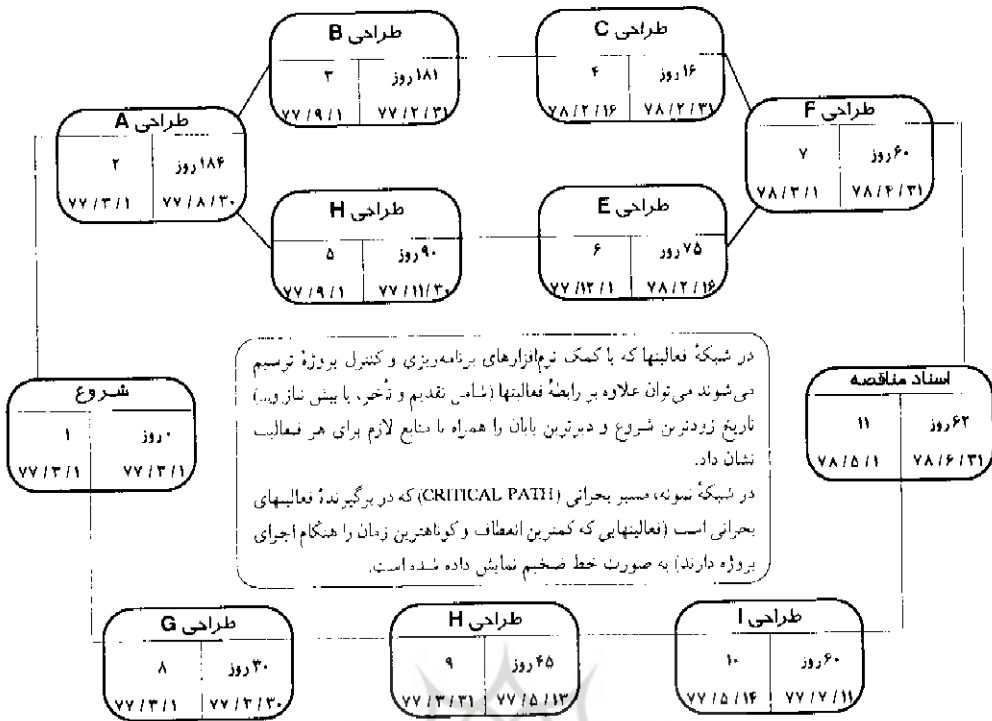 طراحی B
۳ ۱۸۱ روز
۷۷/۹/۱ ۷۷/۲/۳۱
طراحی C
۴ ۱۶ روز
۷۸/۲/۱۶ ۷۸/۲/۳۱
طراحی A
۲ ۱۸۴ روز
۷۷/۳/۱ ۷۷/۸/۳۰
طراحی F
۷ ۶۰ روز
۷۸/۳/۱ ۷۸/۴/۳۱
طراحی H
۵ ۹۰ روز
۷۷/۹/۱ ۷۷/۱۱/۳۰
طراحی E
۶ ۷۵ روز
۷۷/۱۲/۱ ۷۸/۲/۱۶
در شبکهٔ فعالیتها که با کمک نرم‌افزارهای برنامه‌ریزی و کنترل پروژه ترسیم
می‌شوند می‌توان علاوه بر رابطهٔ فعالیتها (شامل تقدیم و تأخر، یا پیش نیاز و...)
تاریخ زودترین شروع و دیرترین پایان را همراه با منابع لازم برای هر فعالیت
نشان داد.
در شبکهٔ نمونه، مسیر بحرانی (CRITICAL PATH) که در برگیرندهٔ فعالیتهای
بحرانی است (فعالیتهایی که کمترین انعطاف و کوتاهترین زمان را هنگام اجرای
پروژه دارند) به صورت خط ضخیم نمایش داده شده است.
شروع
۱ ۰ روز
۷۷/۳/۱ ۷۷/۳/۱
اسناد مناقصه
۱۱ ۶۲ روز
۷۸/۵/۱ ۷۸/۶/۳۱
طراحی G
۸ ۳۰ روز
۷۷/۳/۱ ۷۷/۳/۳۰
طراحی H
۹ ۴۵ روز
۷۷/۳/۳۱ ۷۷/۵/۱۳
طراحی I
۱۰ ۶۰ روز
۷۷/۵/۱۴ ۷۷/۷/۱۱